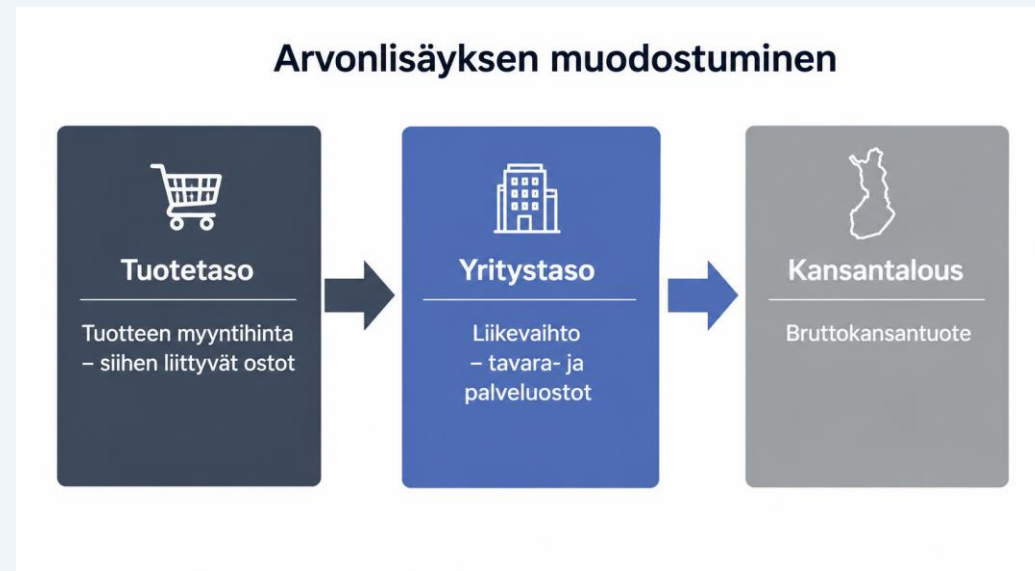 Arvonlisäyksen muodostuminen
Tuotetaso
Tuotteen myyntihinta
– siihen liittyvät ostot
Yritystaso
Liikevaihto
– tavara- ja
palveluostot
Kansantalous
Bruttokansantuote